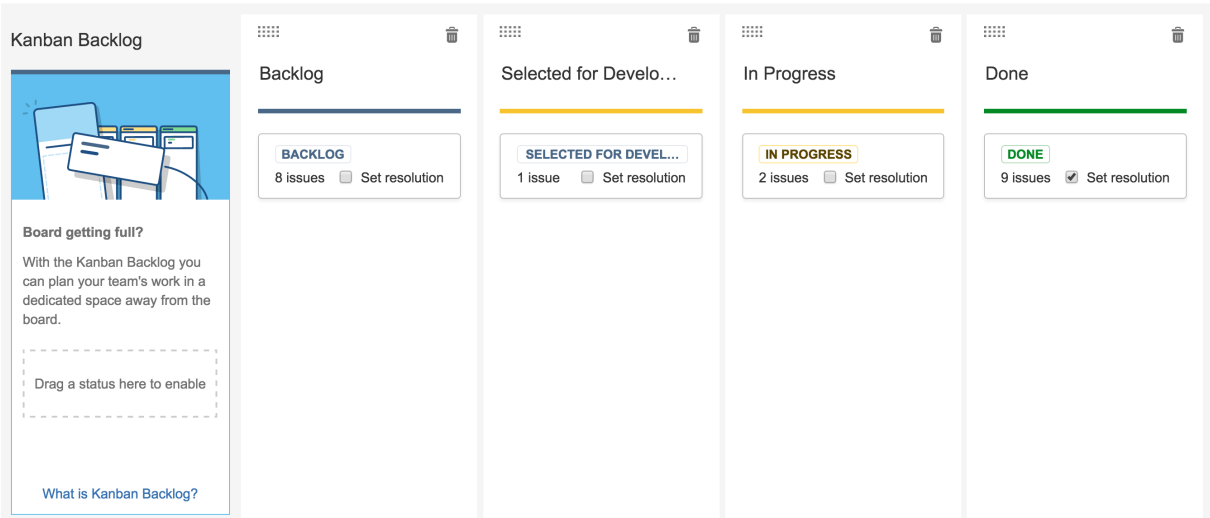 Kanban Backlog
Board getting full?
With the Kanban Backlog you
can plan your team's work in a
dedicated space away from the
board.
Drag a status here to enable
What is Kanban Backlog?
Backlog
BACKLOG
8 issues Set resolution
Selected for Develo...
SELECTED FOR DEVEL...
1 issue Set resolution
In Progress
IN PROGRESS
2 issues Set resolution
Done
DONE
9 issues Set resolution